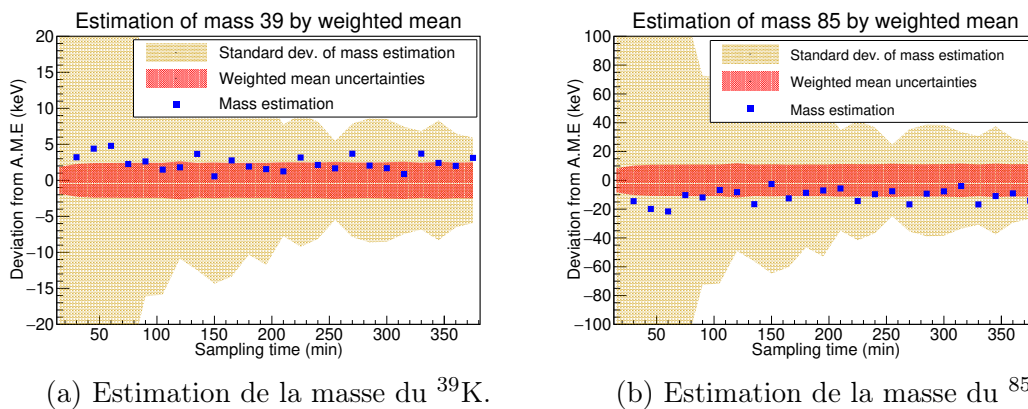 Estimation of mass 39 by weighted mean
Standard dev. of mass estimation
Weighted mean uncertainties
Mass estimation
Deviation from A.M.E (keV)
20
15
10
5
0
−5
−10
−15
−20
50 100 150 200 250 300 350
Sampling time (min)
(a) Estimation de la masse du ³⁹K.
Estimation of mass 85 by weighted mean
Standard dev. of mass estimation
Weighted mean uncertainties
Mass estimation
Deviation from A.M.E (keV)
100
80
60
40
20
0
−20
−40
−60
−80
−100
50 100 150 200 250 300 350
Sampling time (min)
(b) Estimation de la masse du ⁸⁵